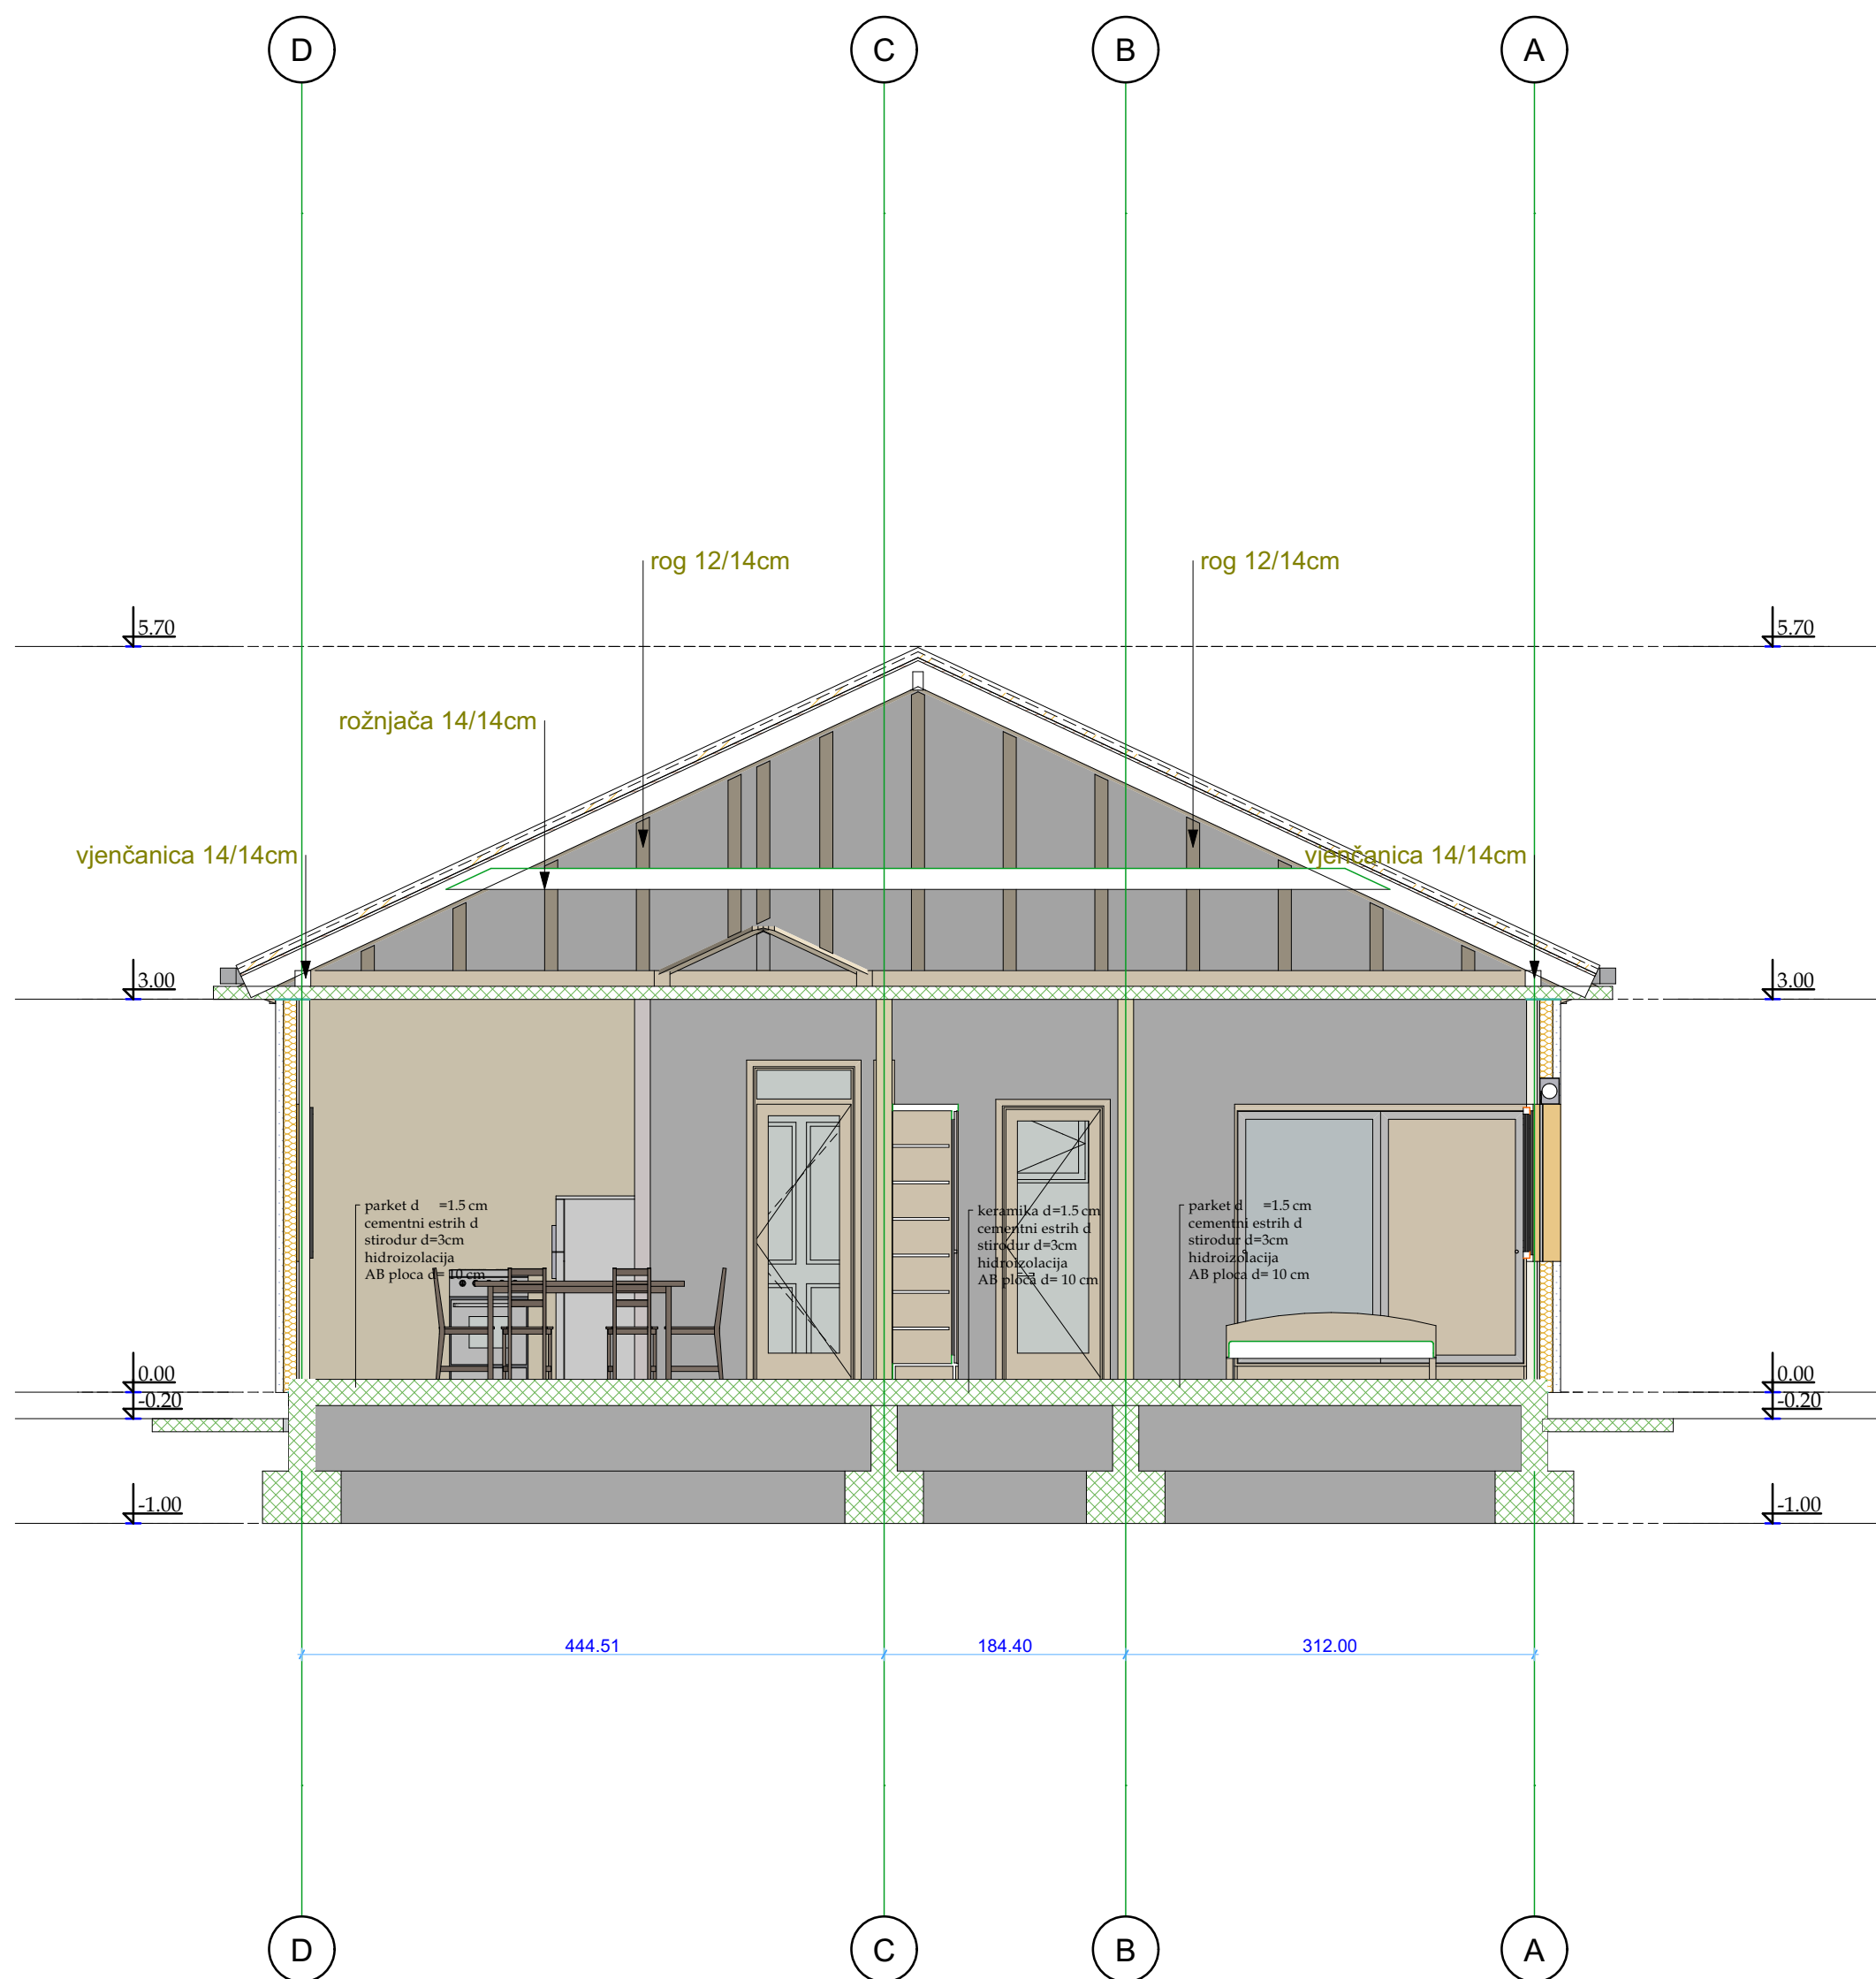 D C B A
rog 12/14cm rog 12/14cm
5.70 5.70
rožnjača 14/14cm
vjenčanica 14/14cm vjenčanica 14/14cm
3.00 3.00
parket d =1.5 cm
cementni estrih d
stirodur d=3cm
hidroizolacija
AB ploca d= 10 cm
keramika d=1.5 cm
cementni estrih d
stirodur d=3cm
hidroizolacija
AB ploca d= 10 cm
parket d =1.5 cm
cementni estrih d
stirodur d=3cm
hidroizolacija
AB ploca d= 10 cm
0.00 0.00
-0.20 -0.20
-1.00 -1.00
444.51 184.40 312.00
D C B A